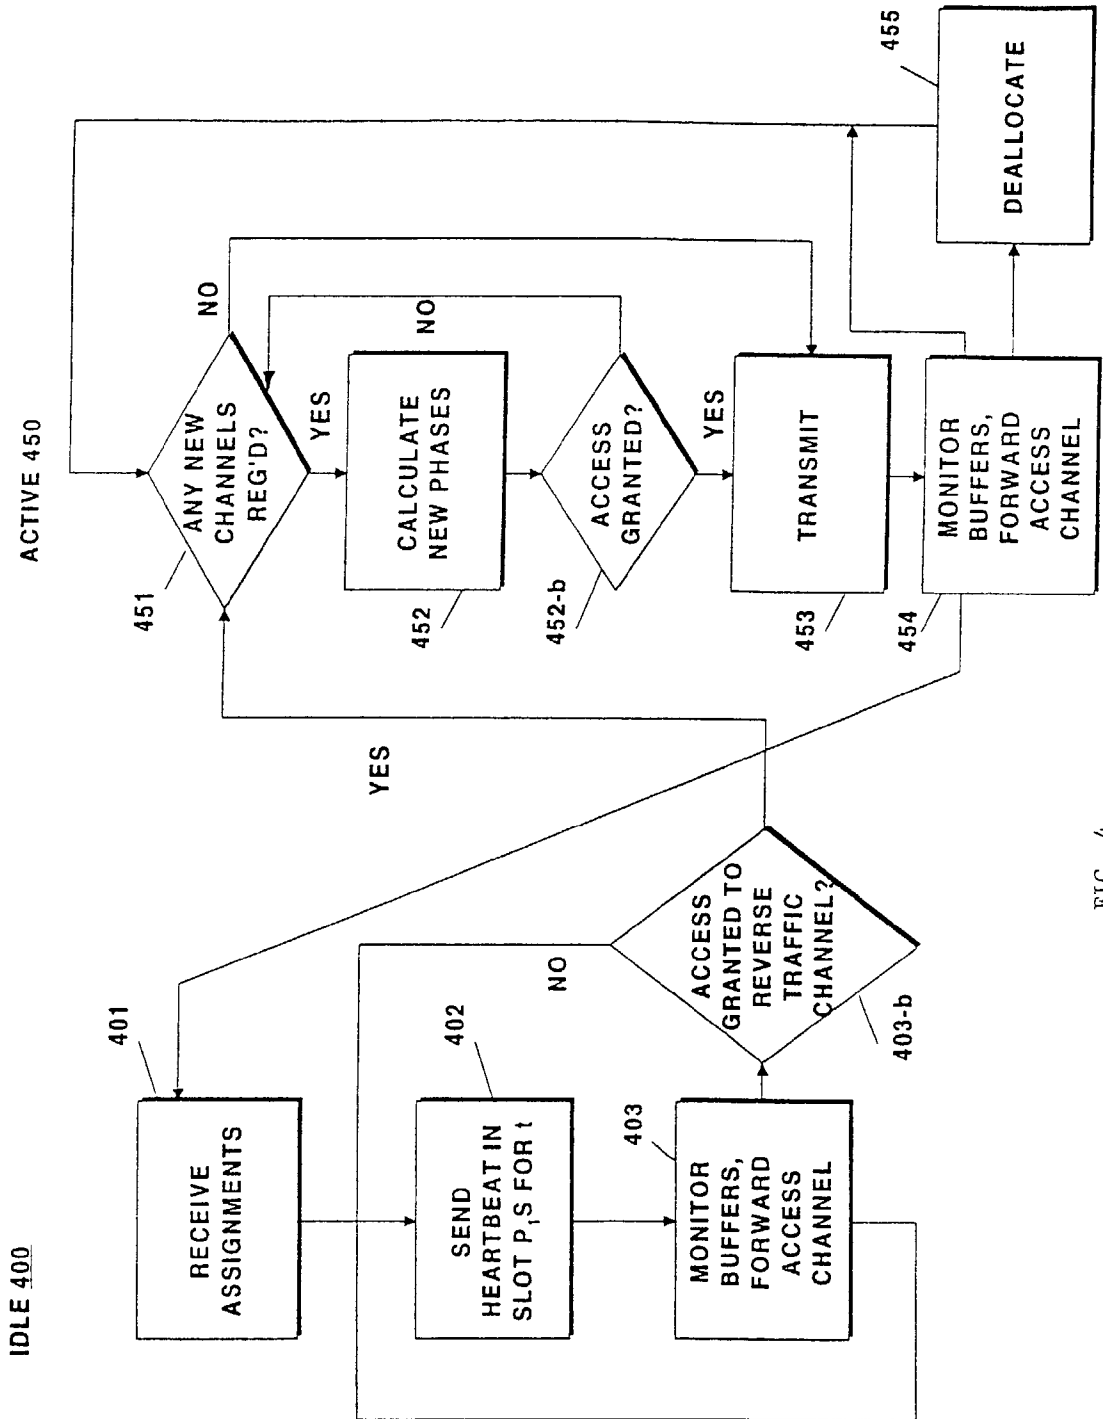 IDLE 400
401
RECEIVE
ASSIGNMENTS
402
SEND
HEARTBEAT IN
SLOT P₁S FOR t
403
MONITOR
BUFFERS,
FORWARD
ACCESS
CHANNEL
ACCESS
GRANTED TO
REVERSE
TRAFFIC
CHANNEL?
403-b
NO
YES
ACTIVE 450
451
ANY NEW
CHANNELS
REG'D?
NO
YES
452
CALCULATE
NEW PHASES
452-b
ACCESS
GRANTED?
NO
YES
453
TRANSMIT
454
MONITOR
BUFFERS,
FORWARD
ACCESS
CHANNEL
455
DEALLOCATE